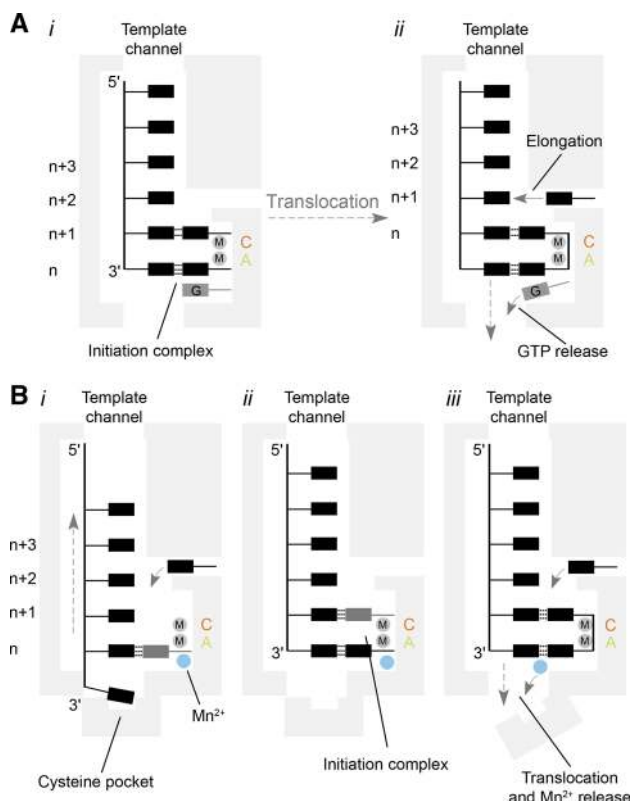 A
i
Template
channel
ii
Template
channel
5'
n+3
n+2
n+1
n
3'
M
M
C
A
G
Initiation complex
Translocation
n+3
n+2
n+1
n
Elongation
M
M
C
A
G
GTP release
B
i
Template
channel
ii
Template
channel
iii
Template
channel
5'
n+3
n+2
n+1
n
3'
M
M
C
A
Mn²⁺
Cysteine pocket
5'
3'
M
M
C
A
Initiation complex
5'
3'
M
M
C
A
Translocation
and Mn²⁺ release